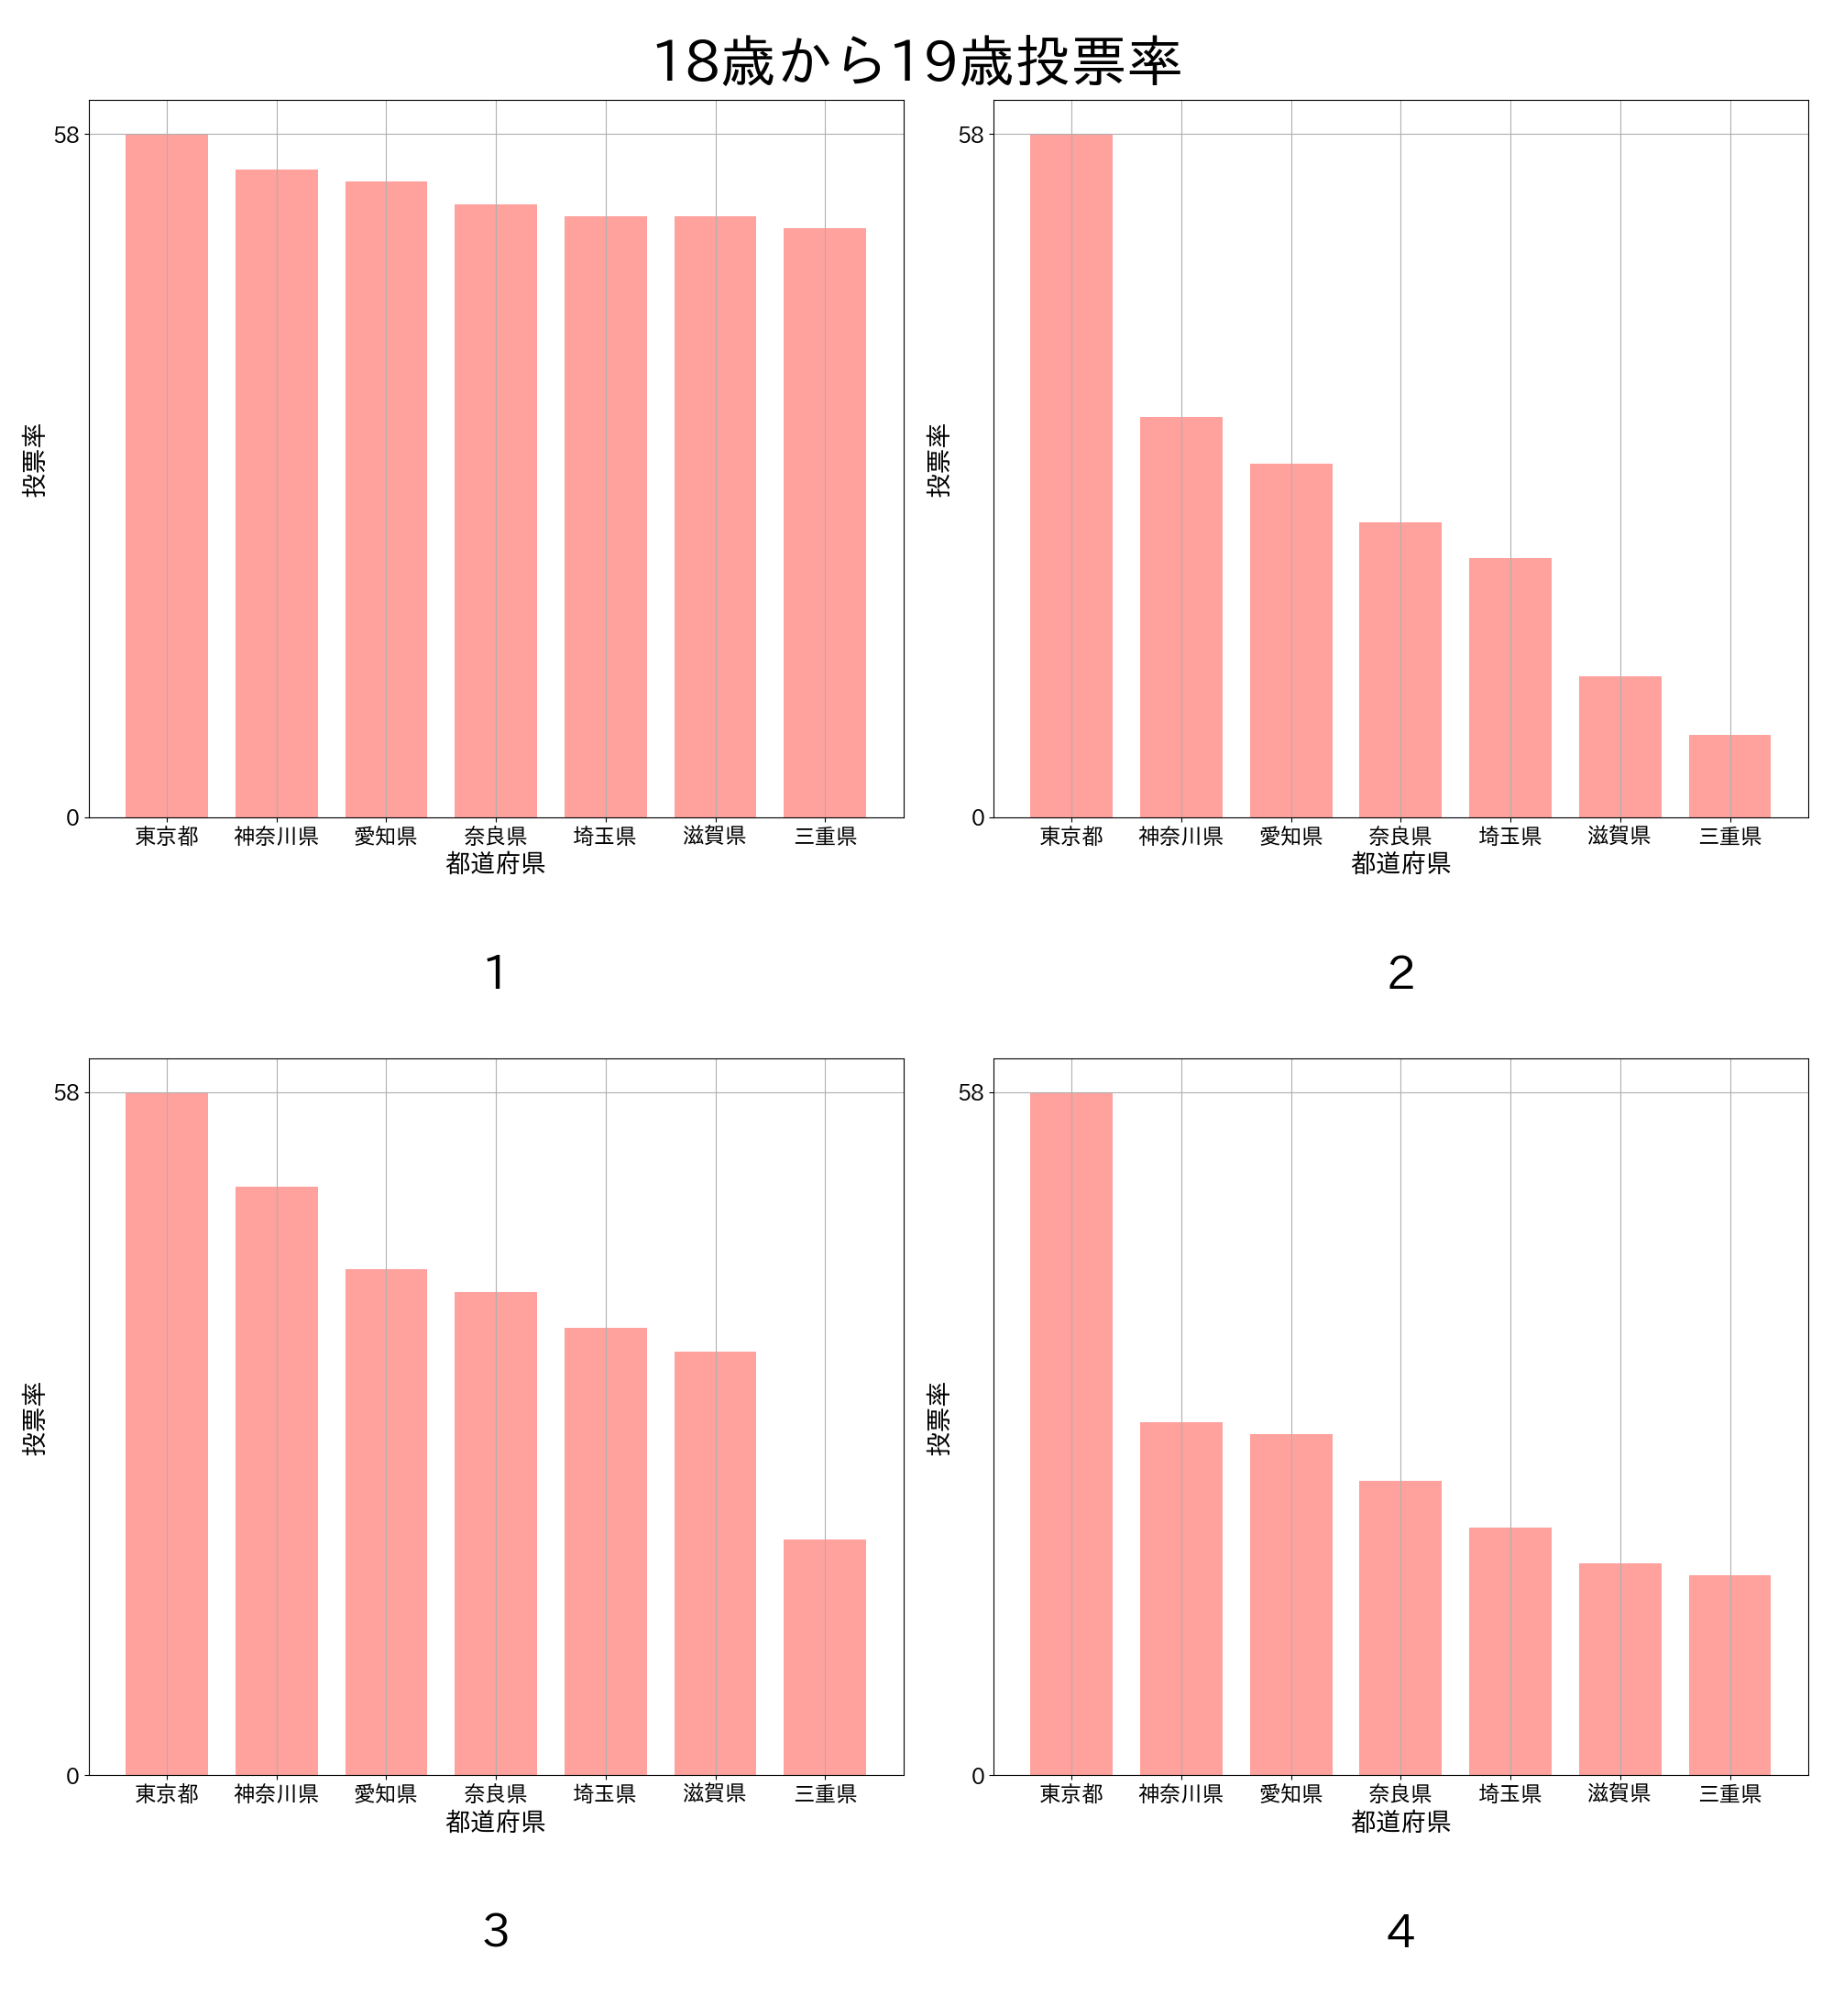 18歳から19歳投票率
58
0
投票率
東京都 神奈川県 愛知県 奈良県 埼玉県 滋賀県 三重県
都道府県
1
58
0
投票率
東京都 神奈川県 愛知県 奈良県 埼玉県 滋賀県 三重県
都道府県
2
58
0
投票率
東京都 神奈川県 愛知県 奈良県 埼玉県 滋賀県 三重県
都道府県
3
58
0
投票率
東京都 神奈川県 愛知県 奈良県 埼玉県 滋賀県 三重県
都道府県
4